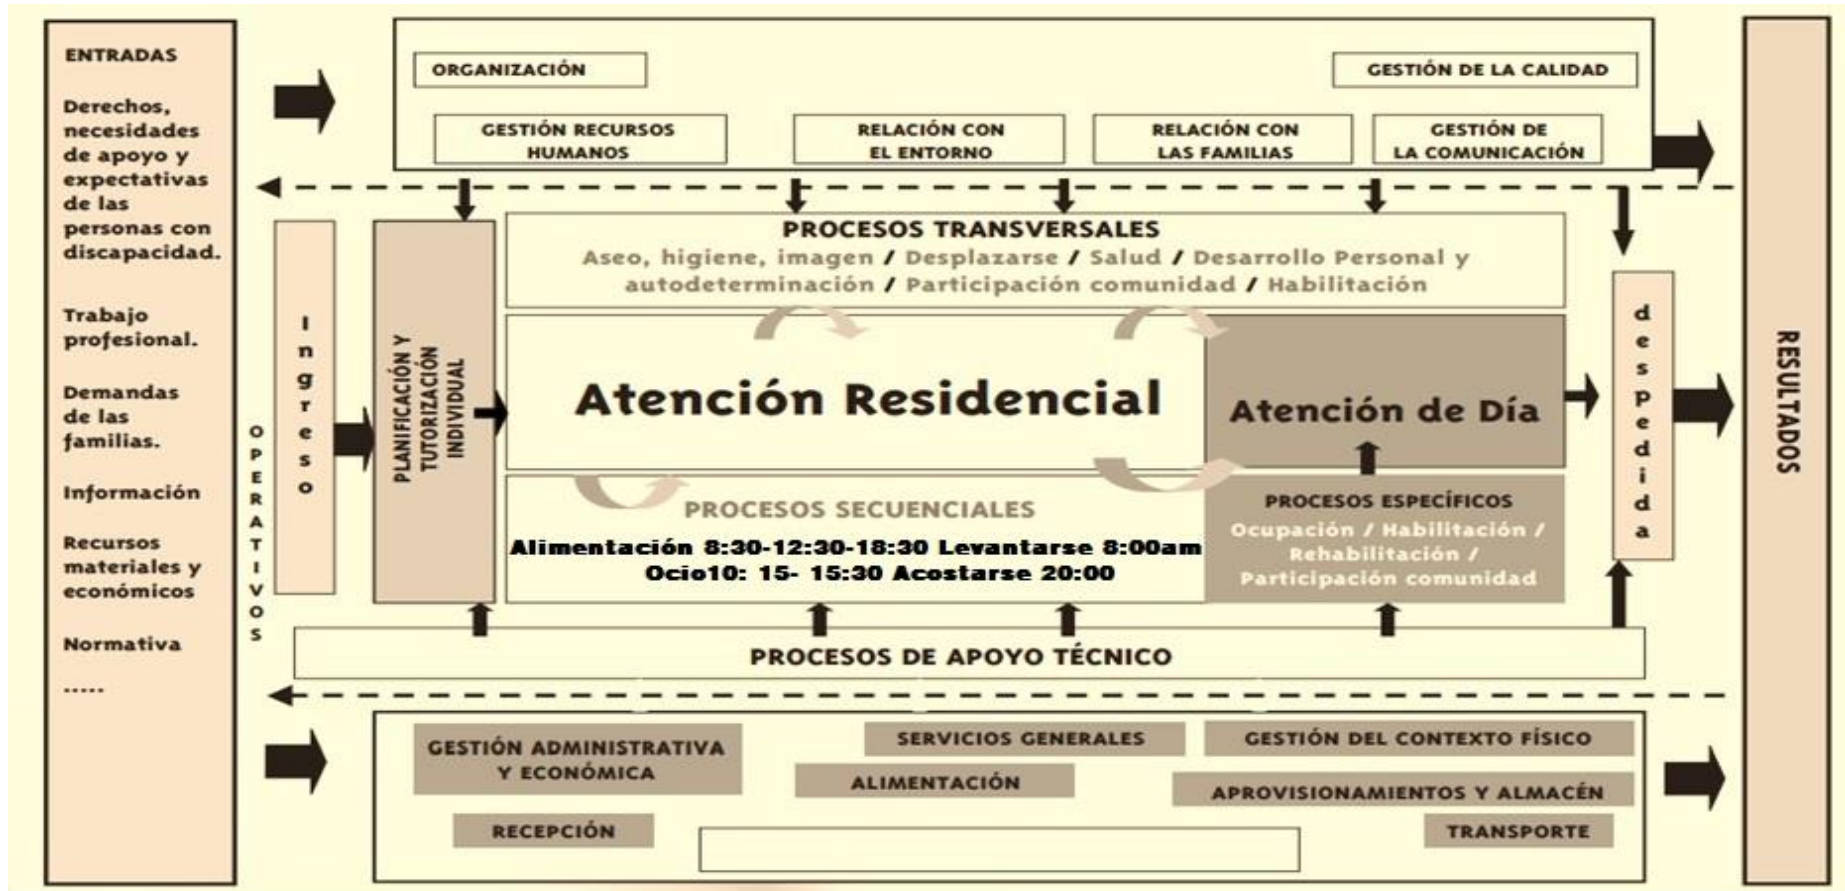 ENTRADAS
Derechos,
necesidades
de apoyo y
expectativas
de las
personas con
discapacidad.
Trabajo
profesional.
Demandas
de las
familias.
Información
Recursos
materiales y
económicos
Normativa
.....
ORGANIZACIÓN
GESTIÓN DE LA CALIDAD
GESTIÓN RECURSOS
HUMANOS
RELACIÓN CON
EL ENTORNO
RELACIÓN CON
LAS FAMILIAS
GESTIÓN DE
LA COMUNICACIÓN
OPERATIVOS
Ingreso
PLANIFICACIÓN Y
TUTORIZACIÓN
INDIVIDUAL
PROCESOS TRANSVERSALES
Aseo, higiene, imagen / Desplazarse / Salud / Desarrollo Personal y
autodeterminación / Participación comunidad / Habilitación
Atención Residencial
Atención de Día
PROCESOS SECUENCIALES
Alimentación 8:30-12:30-18:30 Levantarse 8:00am
Ocio10: 15- 15:30 Acostarse 20:00
PROCESOS ESPECÍFICOS
Ocupación / Habilitación /
Rehabilitación /
Participación comunidad
despedida
RESULTADOS
PROCESOS DE APOYO TÉCNICO
GESTIÓN ADMINISTRATIVA
Y ECONÓMICA
SERVICIOS GENERALES
GESTIÓN DEL CONTEXTO FÍSICO
ALIMENTACIÓN
APROVISIONAMIENTOS Y ALMACÉN
RECEPCIÓN
TRANSPORTE